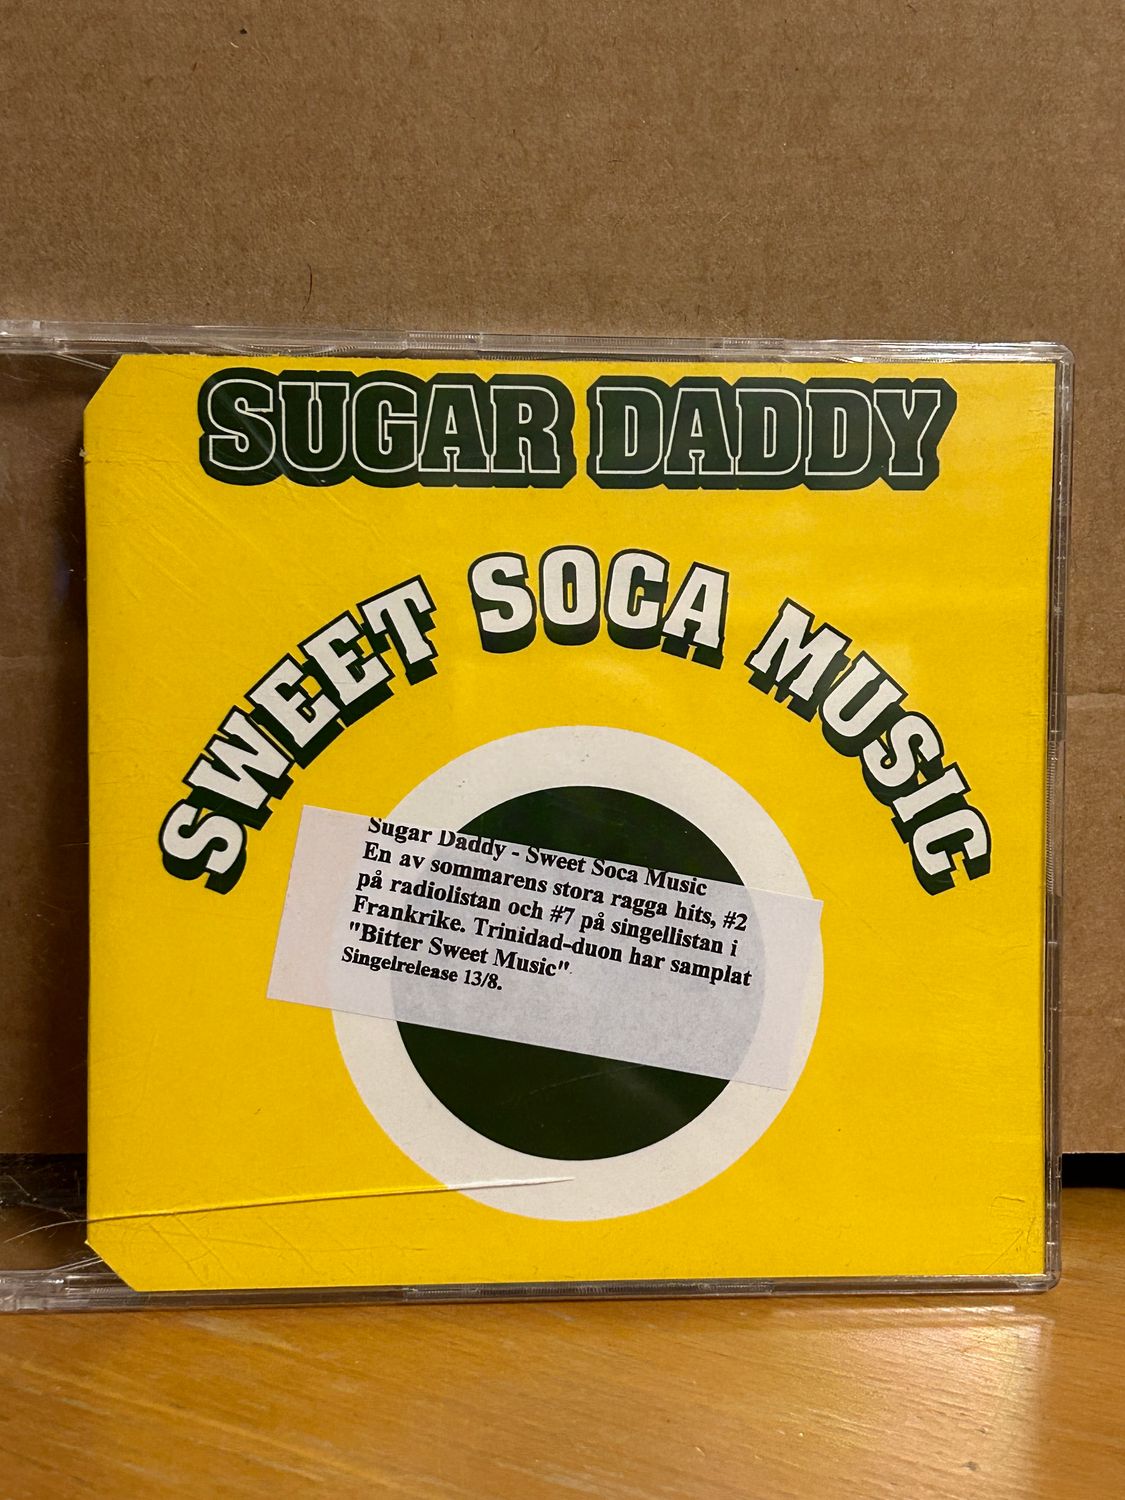 SUGAR DADDY
SWEET SOCA MUSIC
Sugar Daddy - Sweet Soca Music
En av sommarens stora ragga hits, #2
på radiolistan och #7 på singellistan i
Frankrike. Trinidad-duon har samplat
"Bitter Sweet Music"
Singelrelease 13/8.